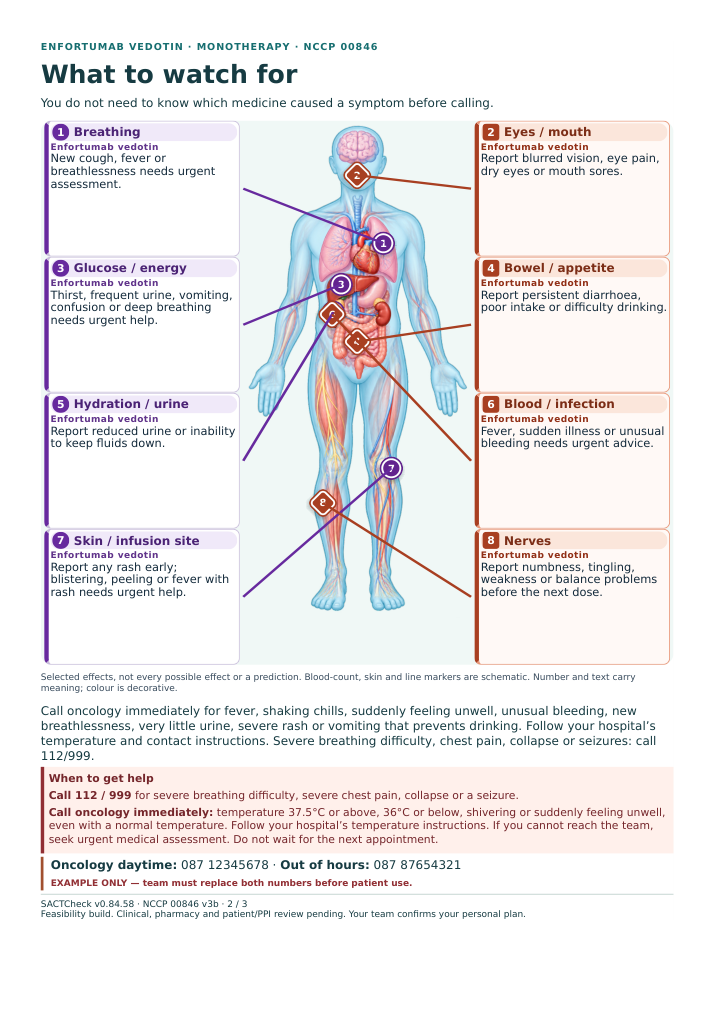 ENFORTUMAB VEDOTIN · MONOTHERAPY · NCCP 00846
What to watch for
You do not need to know which medicine caused a symptom before calling.
1 Breathing
Enfortumab vedotin
New cough, fever or
breathlessness needs urgent
assessment.
2 Eyes / mouth
Enfortumab vedotin
Report blurred vision, eye pain,
dry eyes or mouth sores.
3 Glucose / energy
Enfortumab vedotin
Thirst, frequent urine, vomiting,
confusion or deep breathing
needs urgent help.
4 Bowel / appetite
Enfortumab vedotin
Report persistent diarrhoea,
poor intake or difficulty drinking.
5 Hydration / urine
Enfortumab vedotin
Report reduced urine or inability
to keep fluids down.
6 Blood / infection
Enfortumab vedotin
Fever, sudden illness or unusual
bleeding needs urgent advice.
7 Skin / infusion site
Enfortumab vedotin
Report any rash early;
blistering, peeling or fever with
rash needs urgent help.
8 Nerves
Enfortumab vedotin
Report numbness, tingling,
weakness or balance problems
before the next dose.
2
1
3
7
8
Selected effects, not every possible effect or a prediction. Blood-count, skin and line markers are schematic. Number and text carry
meaning; colour is decorative.
Call oncology immediately for fever, shaking chills, suddenly feeling unwell, unusual bleeding, new
breathlessness, very little urine, severe rash or vomiting that prevents drinking. Follow your hospital’s
temperature and contact instructions. Severe breathing difficulty, chest pain, collapse or seizures: call
112/999.
When to get help
Call 112 / 999 for severe breathing difficulty, severe chest pain, collapse or a seizure.
Call oncology immediately: temperature 37.5°C or above, 36°C or below, shivering or suddenly feeling unwell,
even with a normal temperature. Follow your hospital’s temperature instructions. If you cannot reach the team,
seek urgent medical assessment. Do not wait for the next appointment.
Oncology daytime: 087 12345678 · Out of hours: 087 87654321
EXAMPLE ONLY — team must replace both numbers before patient use.
SACTCheck v0.84.58 · NCCP 00846 v3b · 2 / 3
Feasibility build. Clinical, pharmacy and patient/PPI review pending. Your team confirms your personal plan.